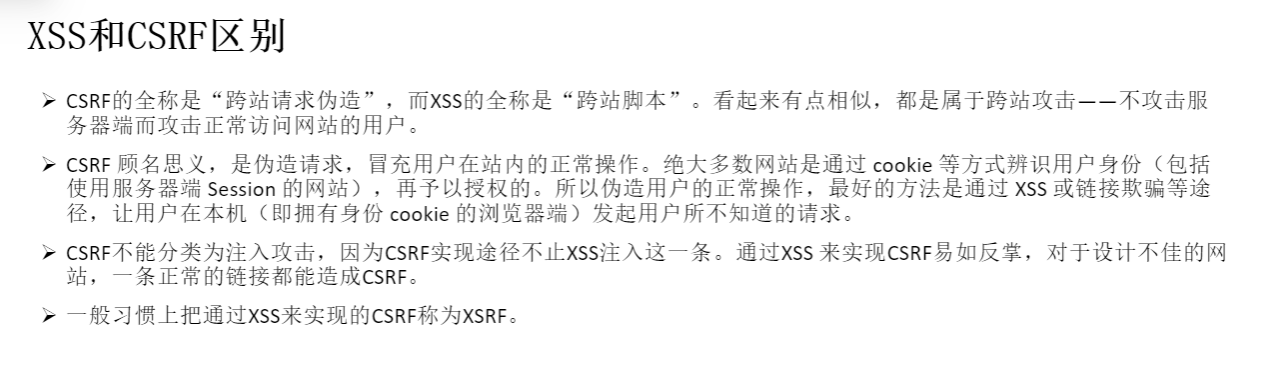 XSS和CSRF区别
➢ CSRF的全称是“跨站请求伪造”，而XSS的全称是“跨站脚本”。看起来有点相似，都是属于跨站攻击——不攻击服
务器端而攻击正常访问网站的用户。
➢ CSRF 顾名思义，是伪造请求，冒充用户在站内的正常操作。绝大多数网站是通过 cookie 等方式辨识用户身份（包括
使用服务器端 Session 的网站），再予以授权的。所以伪造用户的正常操作，最好的方法是通过 XSS 或链接欺骗等途
径，让用户在本机（即拥有身份 cookie 的浏览器端）发起用户所不知道的请求。
➢ CSRF不能分类为注入攻击，因为CSRF实现途径不止XSS注入这一条。通过XSS 来实现CSRF易如反掌，对于设计不佳的网
站，一条正常的链接都能造成CSRF。
➢ 一般习惯上把通过XSS来实现的CSRF称为XSRF。